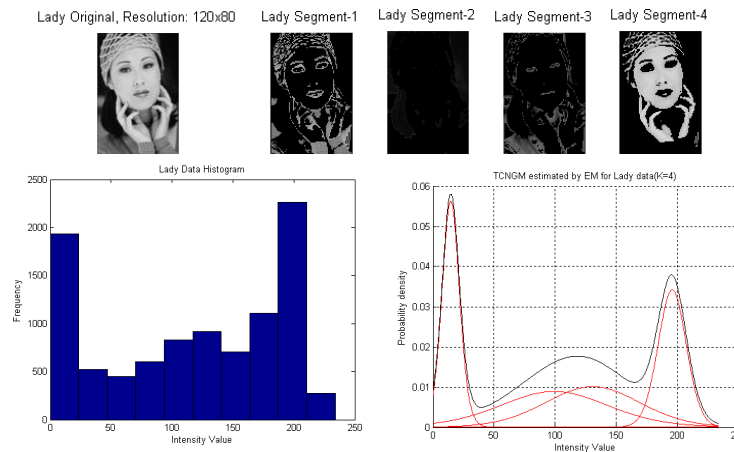 Lady Original, Resolution: 120x80
Lady Segment-1
Lady Segment-2
Lady Segment-3
Lady Segment-4
Lady Data Histogram
2500
2000
1500
1000
500
0
Frequency
0 50 100 150 200 250
Intensity Value
TCNGM estimated by EM for Lady data(K=4)
0.06
0.05
0.04
0.03
0.02
0.01
0
Probability density
0 50 100 150 200
Intensity Value